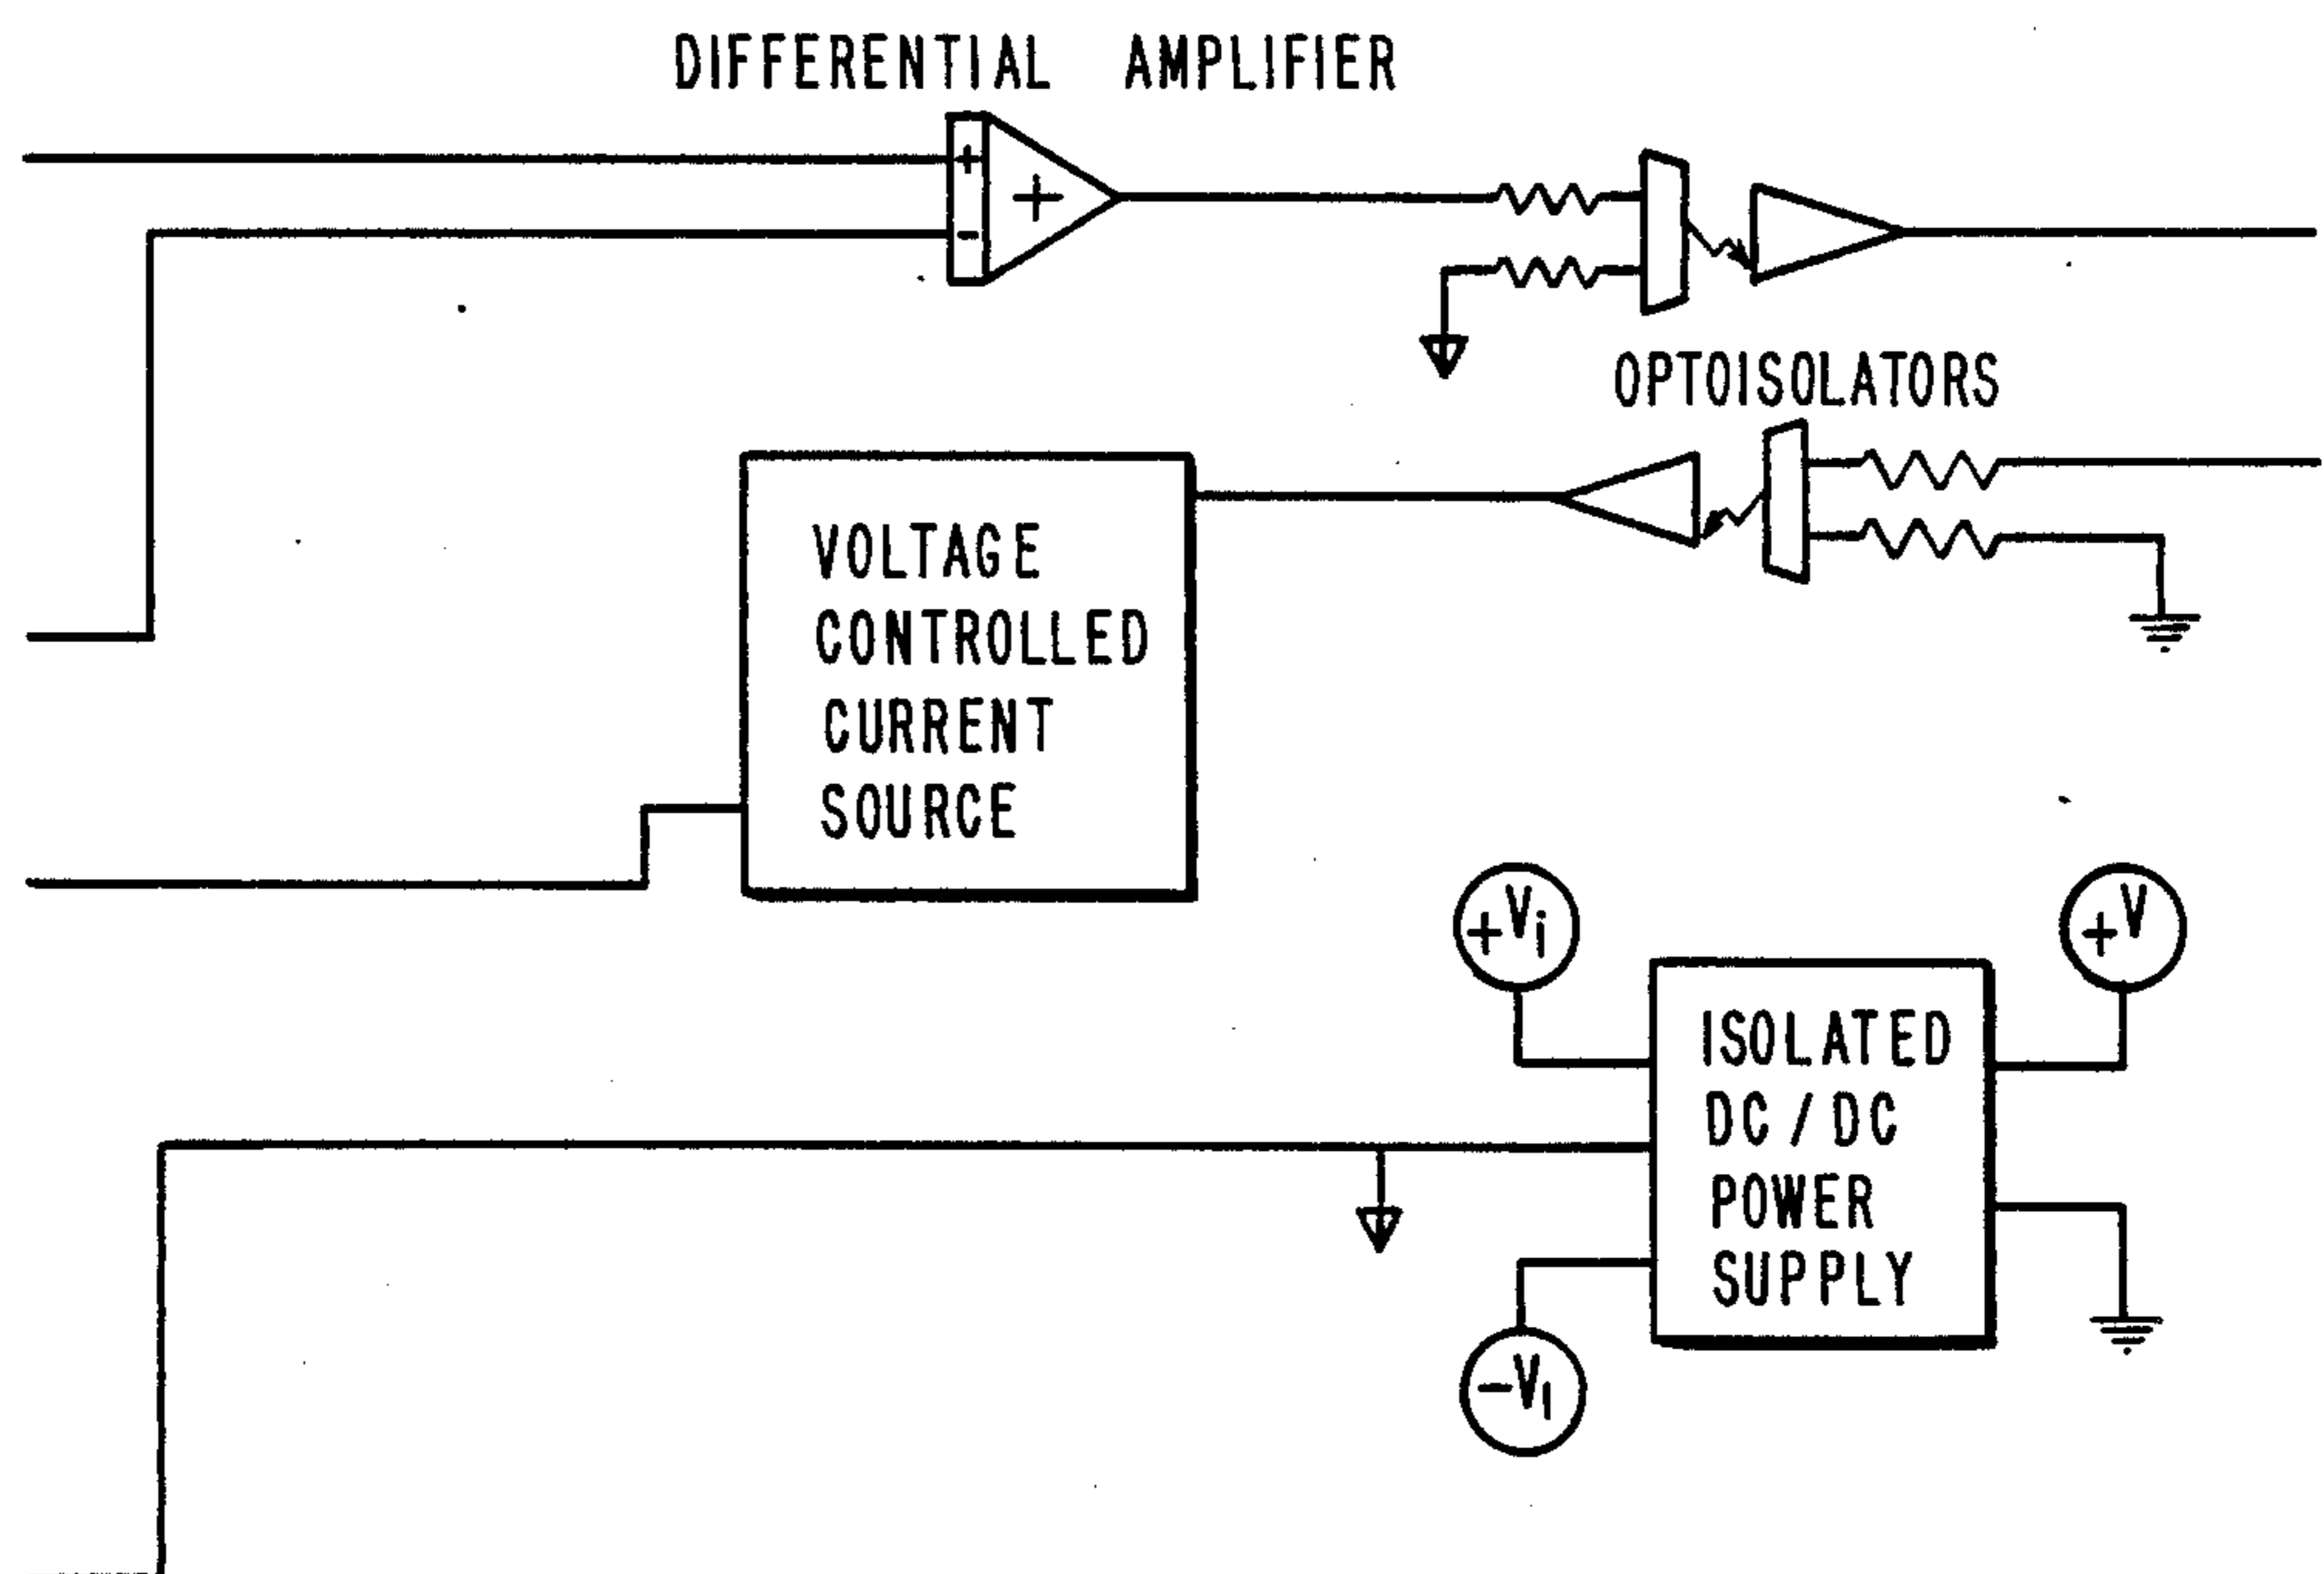 DIFFERENTIAL AMPLIFIER
+
+
-
OPTOISOLATORS
VOLTAGE
CONTROLLED
CURRENT
SOURCE
+Vi
+V
ISOLATED
DC/DC
POWER
SUPPLY
-VI